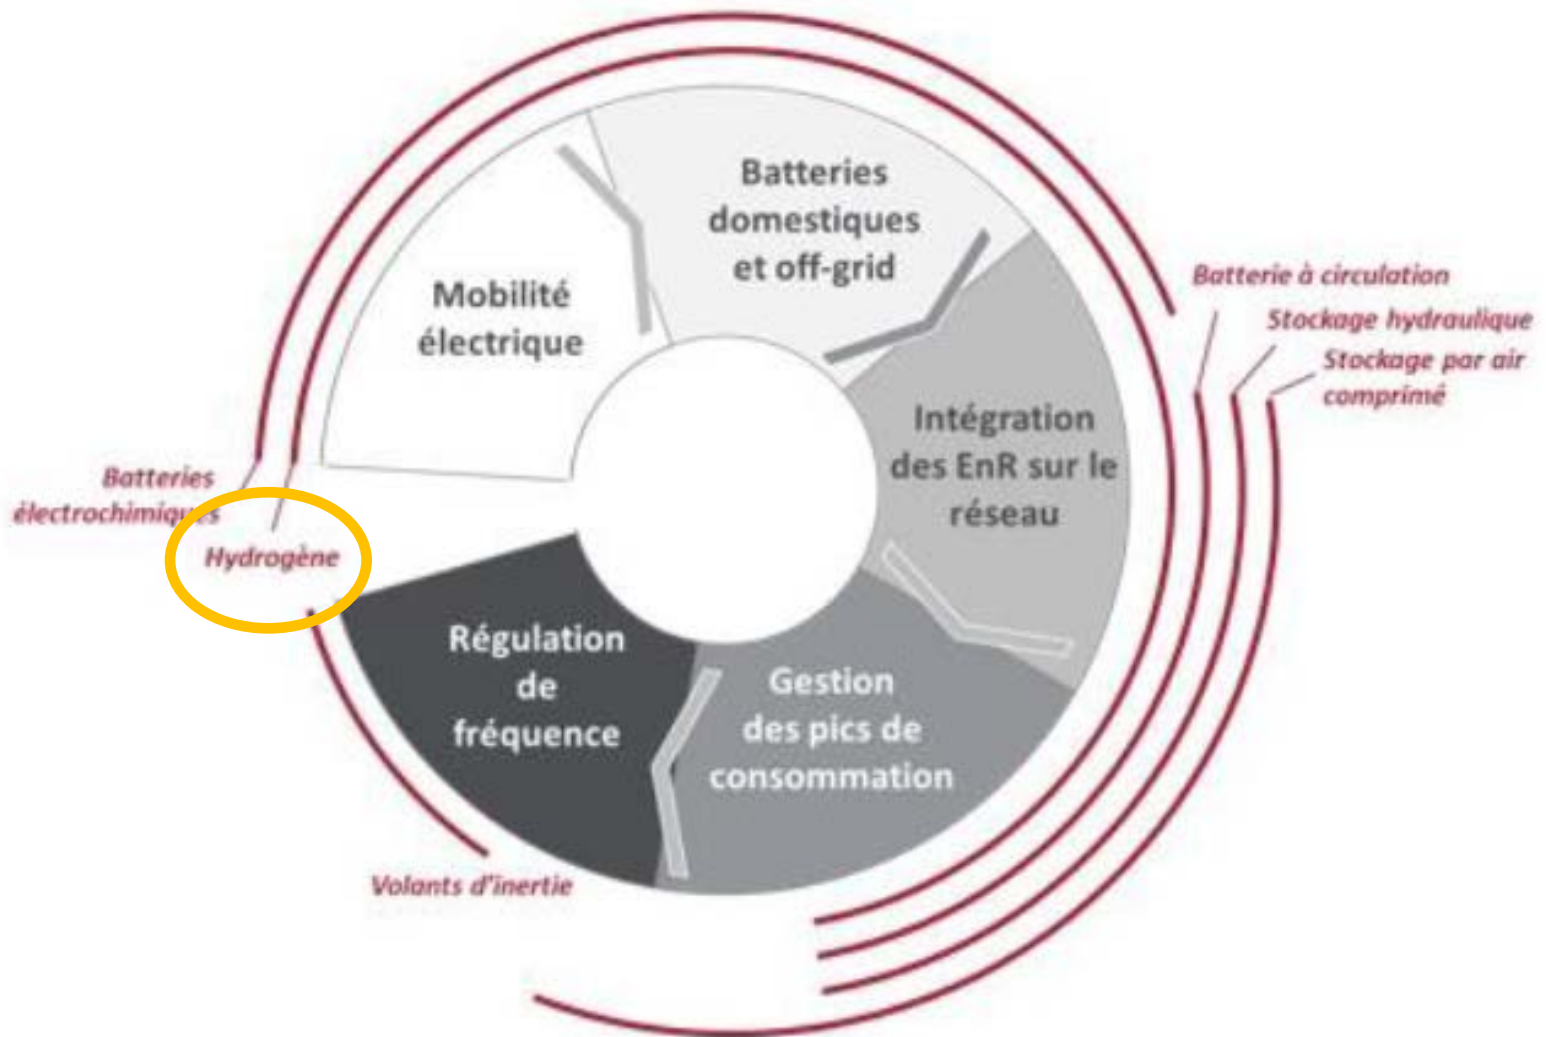 Batteries
domestiques
et off-grid
Mobilité
électrique
Batterie à circulation
Stockage hydraulique
Stockage par air
comprimé
Intégration
des EnR sur le
réseau
Batteries
électrochimiques
Hydrogène
Régulation
de
fréquence
Gestion
des pics de
consommation
Volants d'inertie